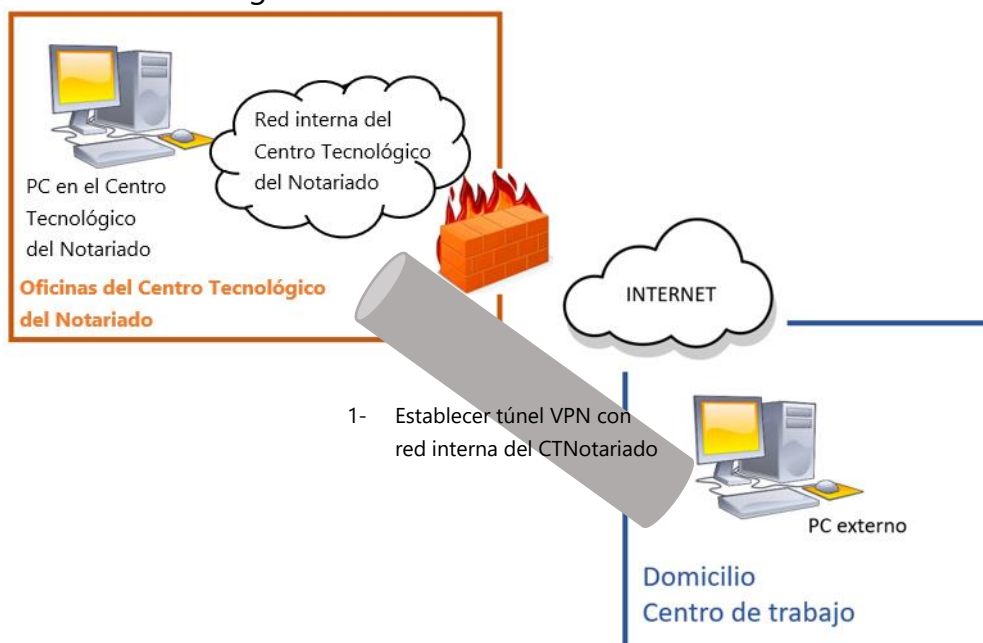 Red interna del
Centro Tecnológico
del Notariado
PC en el Centro
Tecnológico
del Notariado
Oficinas del Centro Tecnológico
del Notariado
INTERNET
1- Establecer túnel VPN con
red interna del CTNotariado
PC externo
Domicilio
Centro de trabajo